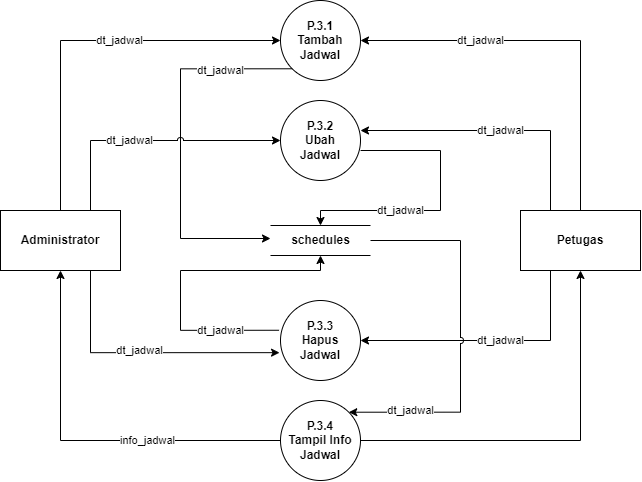 P.3.1
Tambah
Jadwal
dt_jadwal
dt_jadwal
dt_jadwal
P.3.2
Ubah
Jadwal
dt_jadwal
dt_jadwal
dt_jadwal
Administrator
schedules
Petugas
P.3.3
Hapus
Jadwal
dt_jadwal
dt_jadwal
dt_jadwal
P.3.4
Tampil Info
Jadwal
dt_jadwal
info_jadwal